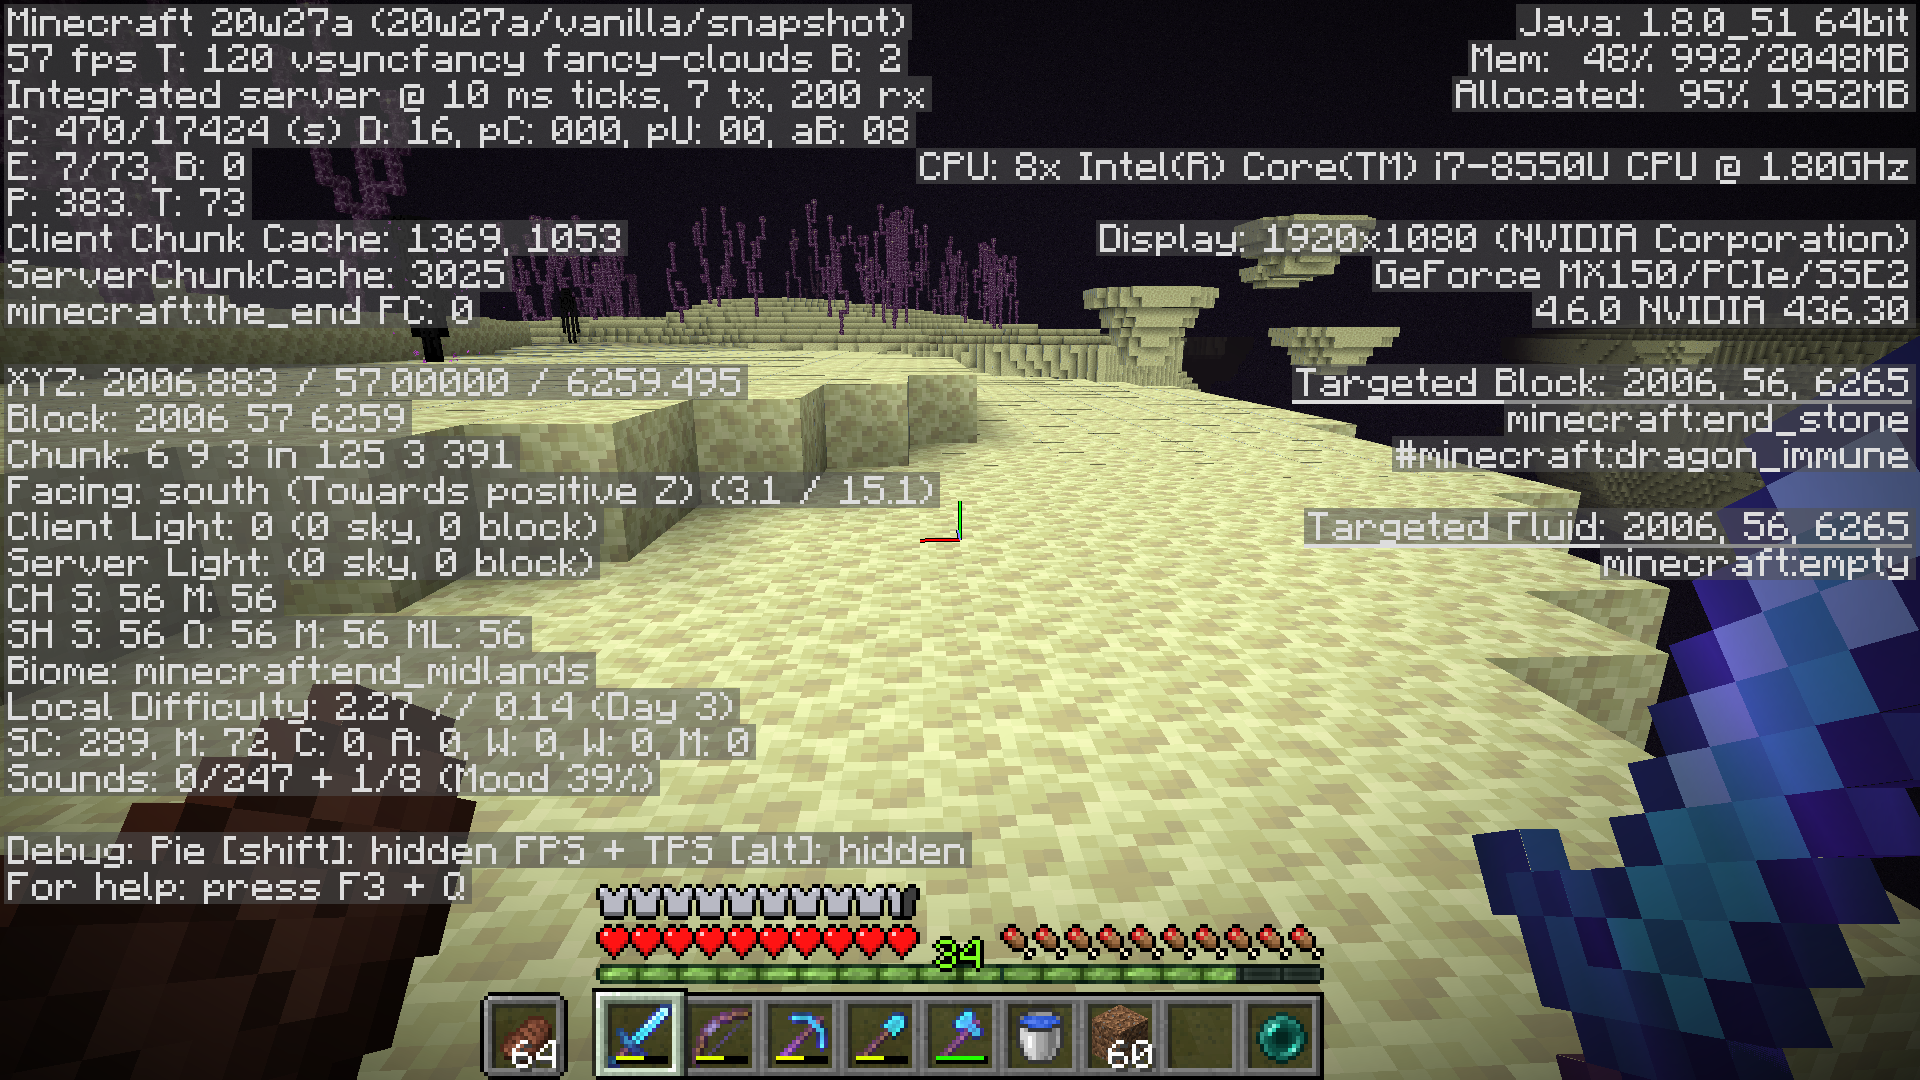 Minecraft 20w27a (20w27a/vanilla/snapshot)
57 fps T: 120 vsyncfancy fancy-clouds B: 2
Integrated server @ 10 ms ticks, 7 tx, 200 rx
C: 470/17424 (s) D: 16, pC: 000, pU: 00, aB: 08
E: 7/73, B: 0
P: 383. T: 73
Client Chunk Cache: 1369, 1053
ServerChunkCache: 3025
minecraft:the_end FC: 0
XYZ: 2006.883 / 57.00000 / 6259.495
Block: 2006 57 6259
Chunk: 6 9 3 in 125 3 391
Facing: south (Towards positive Z) (3.1 / 15.1)
Client Light: 0 (0 sky, 0 block)
Server Light: (0 sky, 0 block)
CH S: 56 M: 56
SH S: 56 O: 56 M: 56 ML: 56
Biome: minecraft:end_midlands
Local Difficulty: 2.27 // 0.14 (Day 3)
SC: 289, M: 72, C: 0, A: 0, W: 0, W: 0, M: 0
Sounds: 0/247 + 1/8 (Mood 39%)
Debug: Pie [shift]: hidden FPS + TPS [alt]: hidden
For help: press F3 + Q
Java: 1.8.0_51 64bit
Mem: 48% 992/2048MB
Allocated: 95% 1952MB
CPU: 8x Intel(R) Core(TM) i7-8550U CPU @ 1.80GHz
Display: 1920x1080 (NVIDIA Corporation)
GeForce MX150/PCIe/SSE2
4.6.0 NVIDIA 436.30
Targeted Block: 2006, 56, 6265
minecraft:end_stone
#minecraft:dragon_immune
Targeted Fluid: 2006, 56, 6265
minecraft:empty
34
64
60